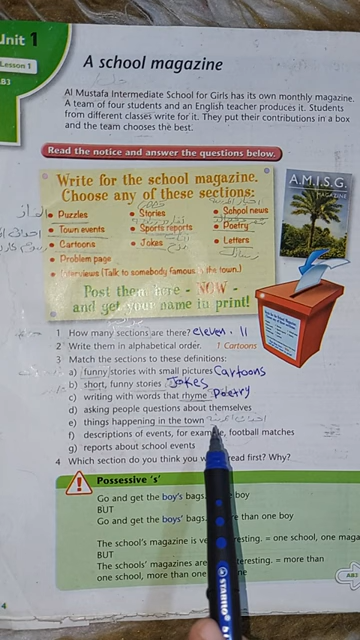 Unit 1
Lesson 1
AB3
A school magazine
Al Mustafa Intermediate School for Girls has its own monthly magazine.
A team of four students and an English teacher produces it. Students
from different classes write for it. They put their contributions in a box
and the team chooses the best.
Read the notice and answer the questions below.
Write for the school magazine.
Choose any of these sections:
• Puzzles • Stories • School news
• Town events • Sports reports • Poetry
• Cartoons • Jokes • Letters
• Problem page
• Interviews (Talk to somebody famous in the town.)
Post them here - NOW -
and get your name to print!
A.M.I.S.G.
MAGAZINE
1 How many sections are there? eleven. 11
2 Write them in alphabetical order. 1 Cartoons
3 Match the sections to these definitions:
a) funny stories with small pictures Cartoons
b) short, funny stories Jokes
c) writing with words that rhyme poetry
d) asking people questions about themselves
e) things happening in the town
f) descriptions of events, for example, football matches
g) reports about school events
4 Which section do you think you read first? Why?
Possessive 's'
Go and get the boy's bags. boy
BUT
Go and get the boys' bags. more than one boy
The school's magazine is = one school, one
BUT
The schools' magazines are = more than
one school, more than one
AB3
4
STABILO